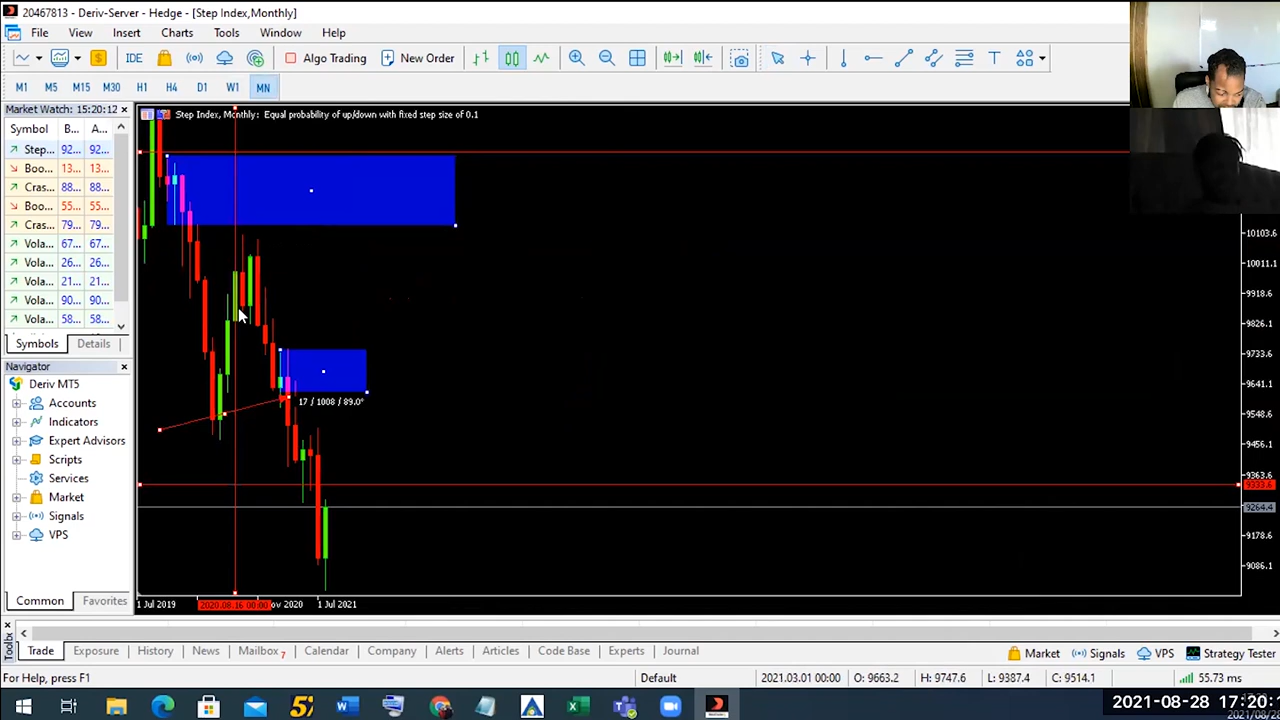 20467813 - Deriv-Server - Hedge - [Step Index,Monthly]
File View Insert Charts Tools Window Help
IDE Algo Trading New Order
M1 M5 M15 M30 H1 H4 D1 W1 MN
Market Watch: 15:20:12
Symbol B... A...
Step... 92... 92...
Boo... 13... 13...
Cras... 88... 88...
Boo... 55... 55...
Cras... 79... 79...
Vola... 67... 67...
Vola... 26... 26...
Vola... 21... 21...
Vola... 90... 90...
Vola... 58... 58...
Symbols Details
Navigator
Deriv MT5
Accounts
Indicators
Expert Advisors
Scripts
Services
Market
Signals
VPS
Common Favorites
Step Index, Monthly: Equal probability of up/down with fixed step size of 0.1
17 / 1008 / 89.0°
10103.6
10011.1
9918.6
9826.1
9733.6
9641.1
9548.6
9456.1
9363.6
9333.6
9264.4
9178.6
9086.1
1 Jul 2019 2020.08.16 00:00 ov 2020 1 Jul 2021
Toolbo
Trade Exposure History News Mailbox 7 Calendar Company Alerts Articles Code Base Experts Journal
Market Signals VPS Strategy Tester
For Help, press F1 Default 2021.03.01 00:00 O: 9663.2 H: 9747.6 L: 9387.4 C: 9514.1 55.73 ms
2021-08-28 17:20:1